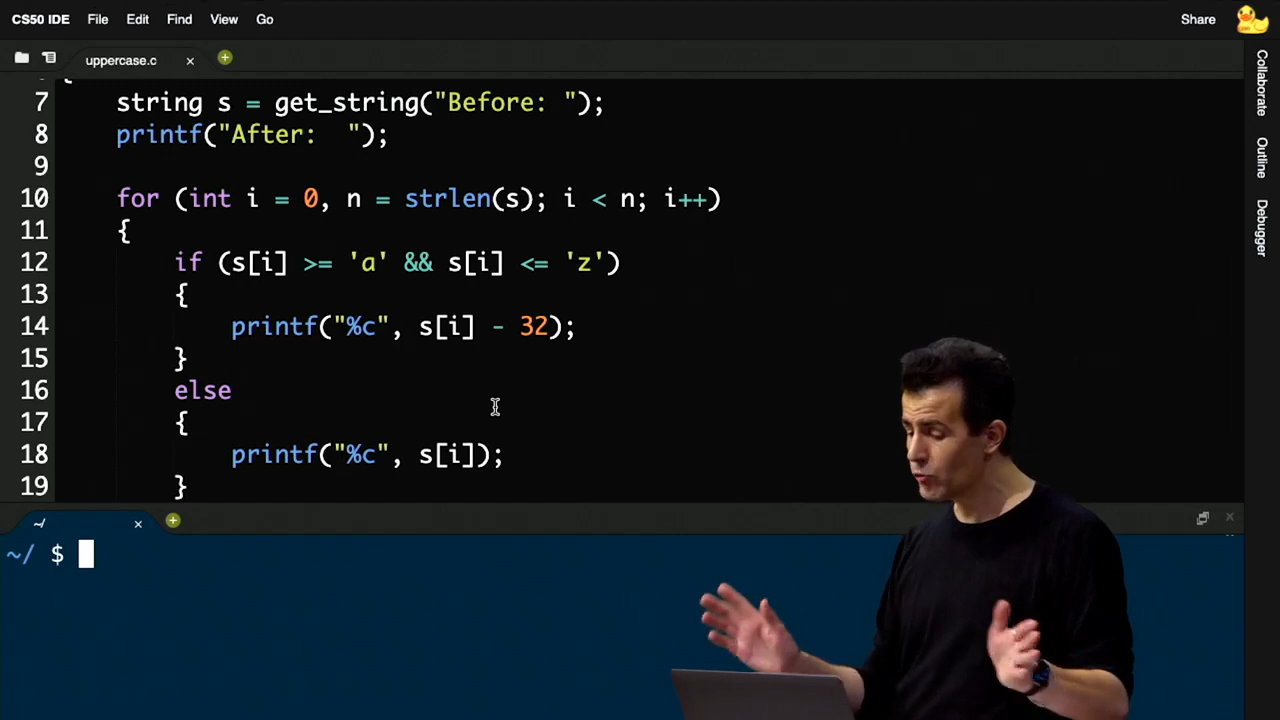 CS50 IDE File Edit Find View Go Share
uppercase.c
7 string s = get_string("Before: ");
8 printf("After:  ");
9
10 for (int i = 0, n = strlen(s); i < n; i++)
11 {
12 if (s[i] >= 'a' && s[i] <= 'z')
13 {
14 printf("%c", s[i] - 32);
15 }
16 else
17 {
18 printf("%c", s[i]);
19 }
~/
~/ $
Collaborate
Outline
Debugger